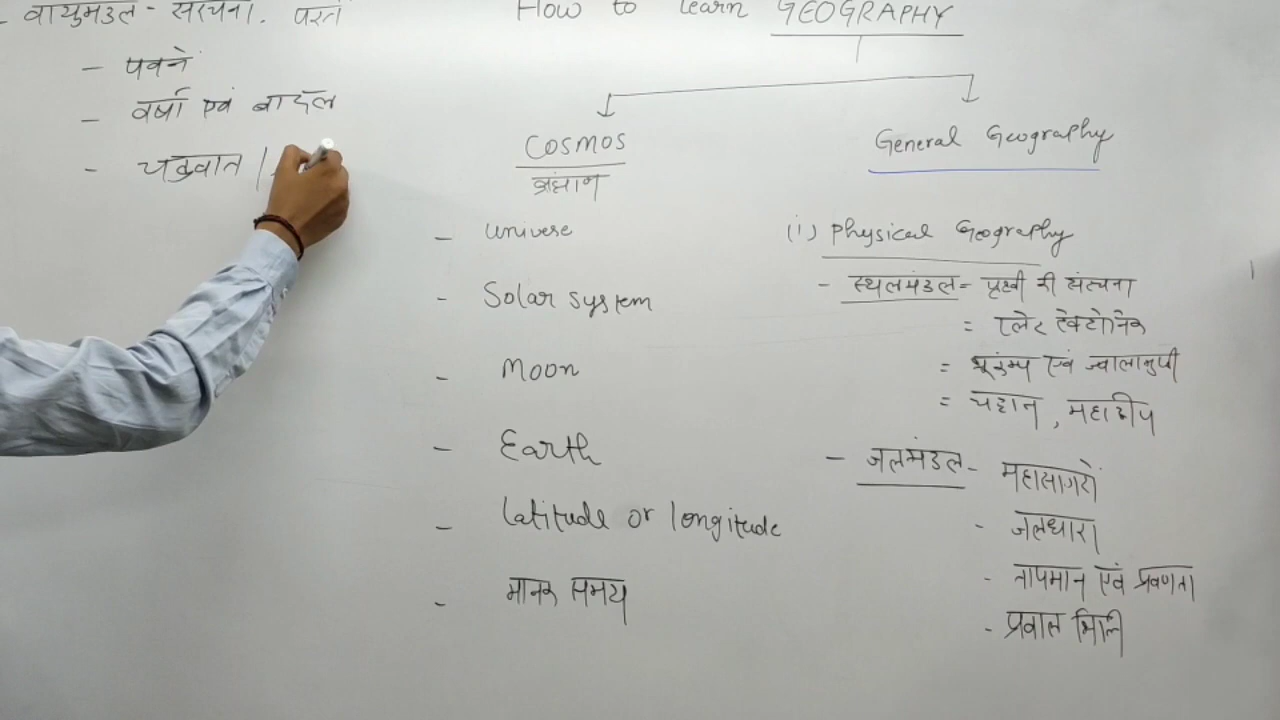 How to learn GEOGRAPHY
COSMOS
ब्रह्मांड
- Universe
- Solar system
- Moon
- Earth
- Latitude or longitude
- मानक समय
General Geography
(i) Physical Geography
- स्थलमंडल = पृथ्वी की संरचना
= प्लेट टेक्टोनिक
= भूकंम्प एवं ज्वालामुखी
= चट्टान, महाद्वीप
- जलमंडल - महासागरों
- जलधारा
- तापमान एवं प्रवणता
- प्रवाल भित्ति
- वायुमंडल - संरचना. परतें
- पवनें
- वर्षा एवं बादल
- चक्रवात /